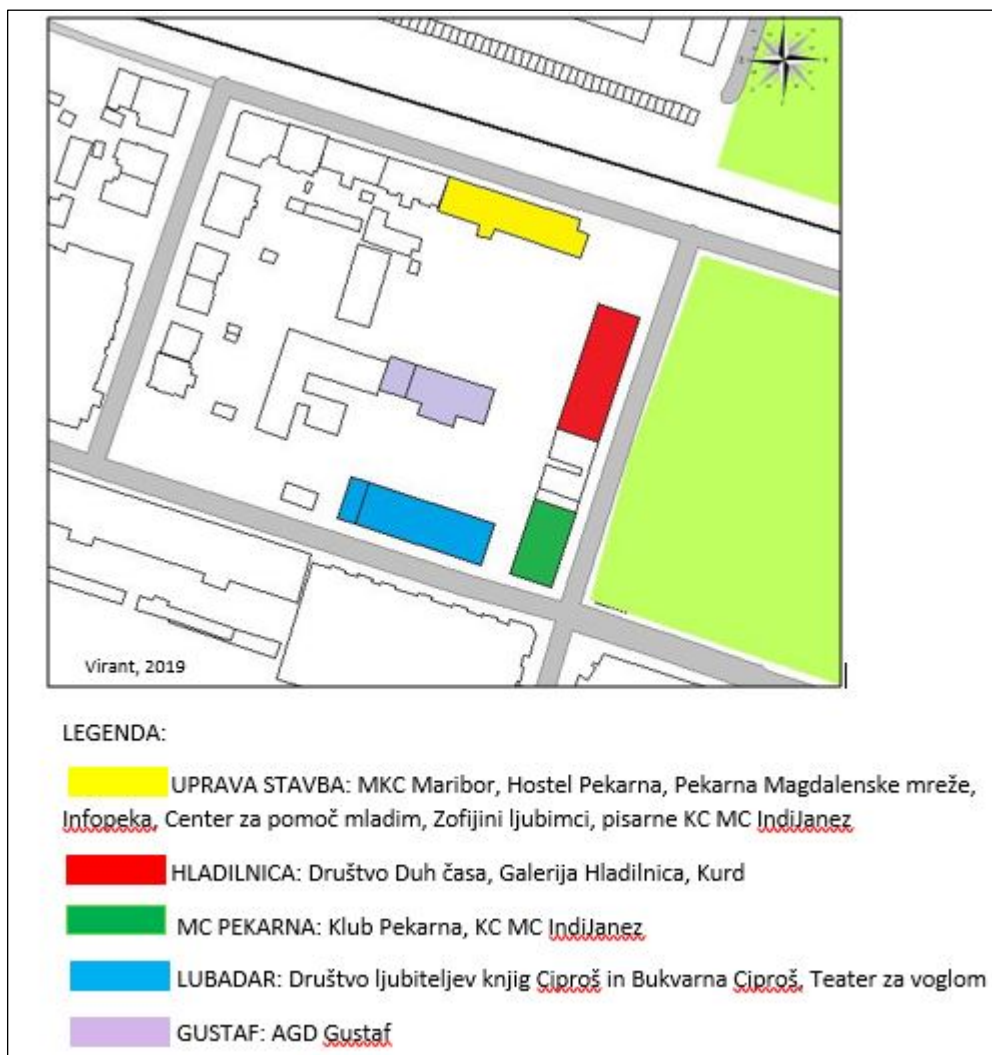 Virant, 2019
LEGENDA:
UPRAVA STAVBA: MKC Maribor, Hostel Pekarna, Pekarna Magdalenske mreže,
Infopeka, Center za pomoč mladim, Zofijini ljubimci, pisarne KC MC IndiJanez
HLADILNICA: Društvo Duh časa, Galerija Hladilnica, Kurd
MC PEKARNA: Klub Pekarna, KC MC IndiJanez
LUBADAR: Društvo ljubiteljev knjig Ciproš in Bukvarna Ciproš, Teater za voglom
GUSTAF: AGD Gustaf